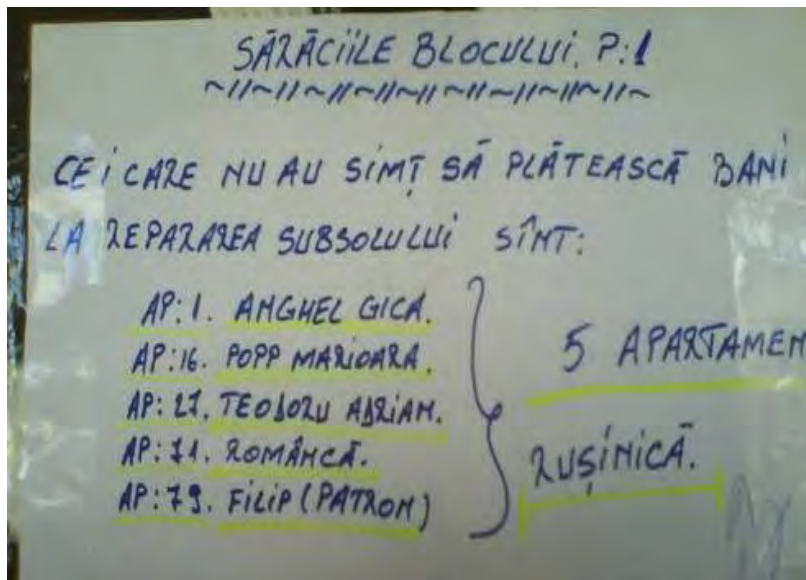 SĂRĂCIILE BLOCULUI. P:1
~//~//~//~//~//~//~//~//~//~
CEI CARE NU AU SIMȚ SĂ PLĂTEASCĂ BANI
LA REPARAREA SUBSOLULUI SÎNT:
AP:1. ANGHEL GICA.
AP:16. POPP MARIOARA.
AP:27. TEODORU ADRIAN.
AP:71. ROMÂNCĂ.
AP:79. FILIP (PATRON)
5 APARTAMEN
RUȘINICĂ.